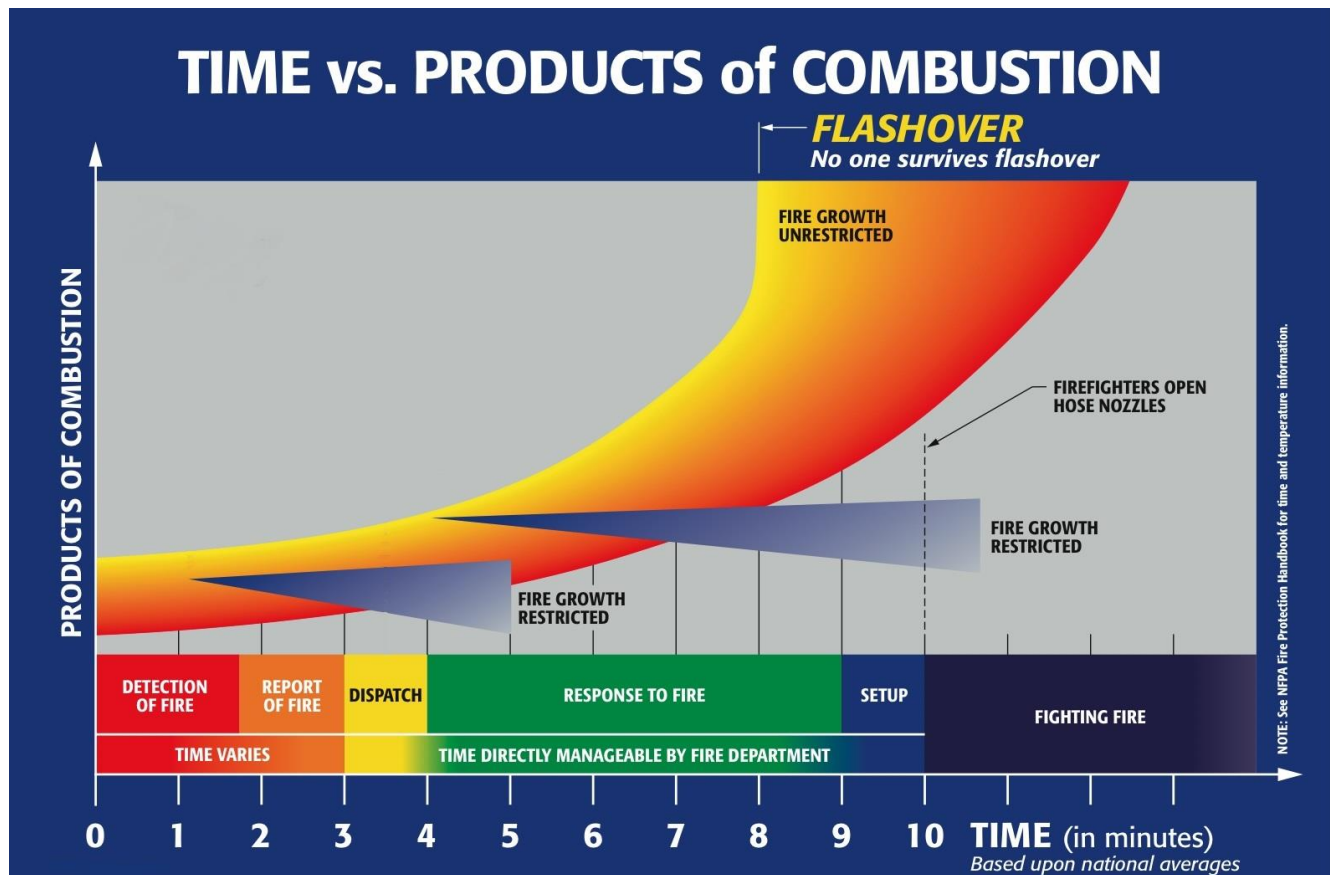 TIME vs. PRODUCTS of COMBUSTION
FLASHOVER
No one survives flashover
FIRE GROWTH
UNRESTRICTED
PRODUCTS OF COMBUSTION
FIREFIGHTERS OPEN
HOSE NOZZLES
FIRE GROWTH
RESTRICTED
FIRE GROWTH
RESTRICTED
NOTE: See NFPA Fire Protection Handbook for time and temperature information.
DETECTION
OF FIRE
REPORT
OF FIRE
DISPATCH
RESPONSE TO FIRE
SETUP
FIGHTING FIRE
TIME VARIES
TIME DIRECTLY MANAGEABLE BY FIRE DEPARTMENT
0 1 2 3 4 5 6 7 8 9 10 TIME (in minutes)
Based upon national averages